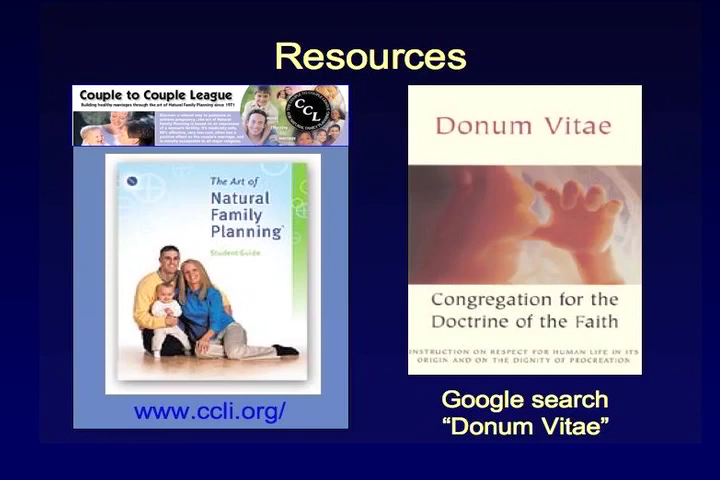 Resources
Couple to Couple League
Building healthy marriages through the art of Natural Family Planning since 1971
CCL
The Art of
Natural
Family
Planning
Student Guide
www.ccli.org/
Donum Vitae
Congregation for the
Doctrine of the Faith
INSTRUCTION ON RESPECT FOR HUMAN LIFE IN ITS
ORIGIN AND ON THE DIGNITY OF PROCREATION
Google search
“Donum Vitae”